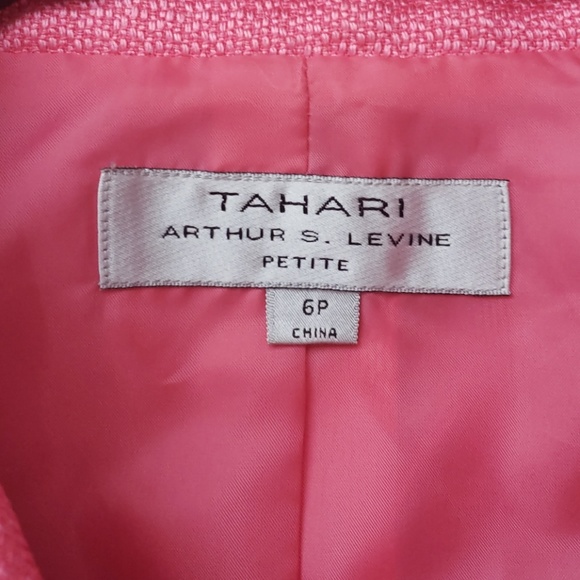 TAHARI
ARTHUR S. LEVINE
PETITE
6P
CHINA